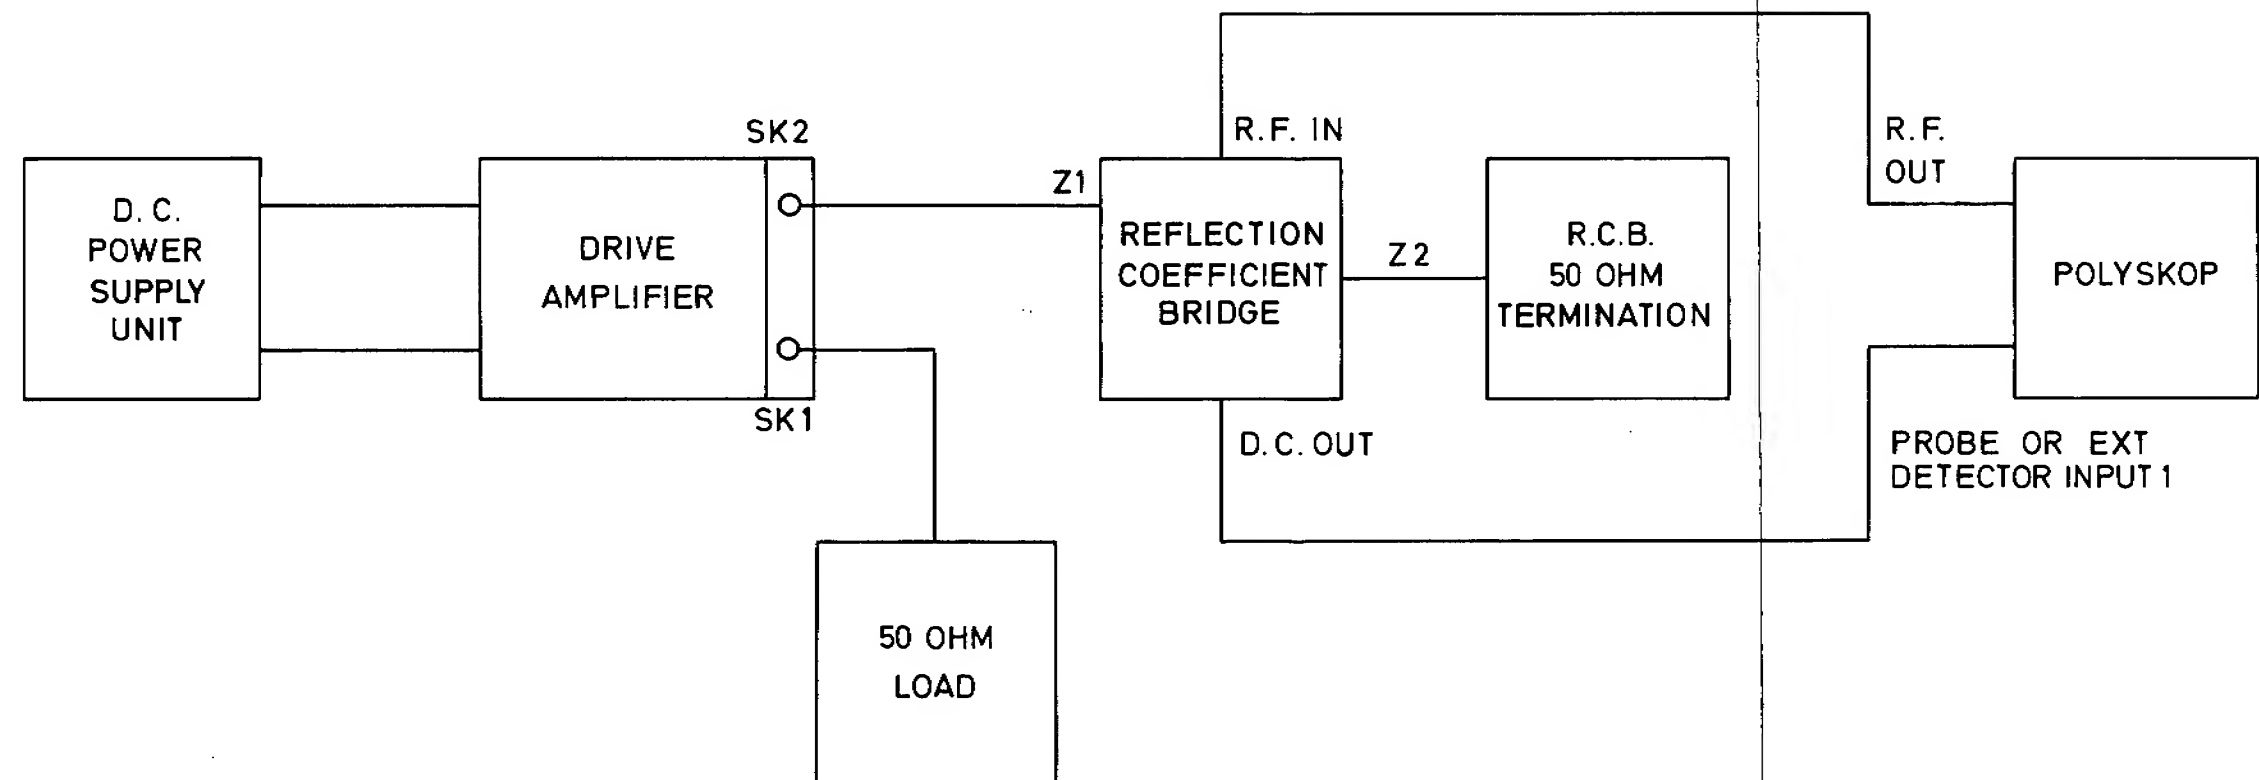 SK2
R.F. IN
R.F.
OUT
D.C.
POWER
SUPPLY
UNIT
DRIVE
AMPLIFIER
Z1
REFLECTION
COEFFICIENT
BRIDGE
Z2
R.C.B.
50 OHM
TERMINATION
POLYSKOP
SK1
D.C. OUT
PROBE OR EXT
DETECTOR INPUT 1
50 OHM
LOAD